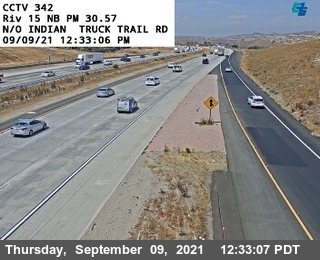 CCTV 342
Riv 15 NB PM 30.57
N/O INDIAN TRUCK TRAIL RD
09/09/21 12:33:06 PM
Thursday, September 09, 2021 12:33:07 PDT